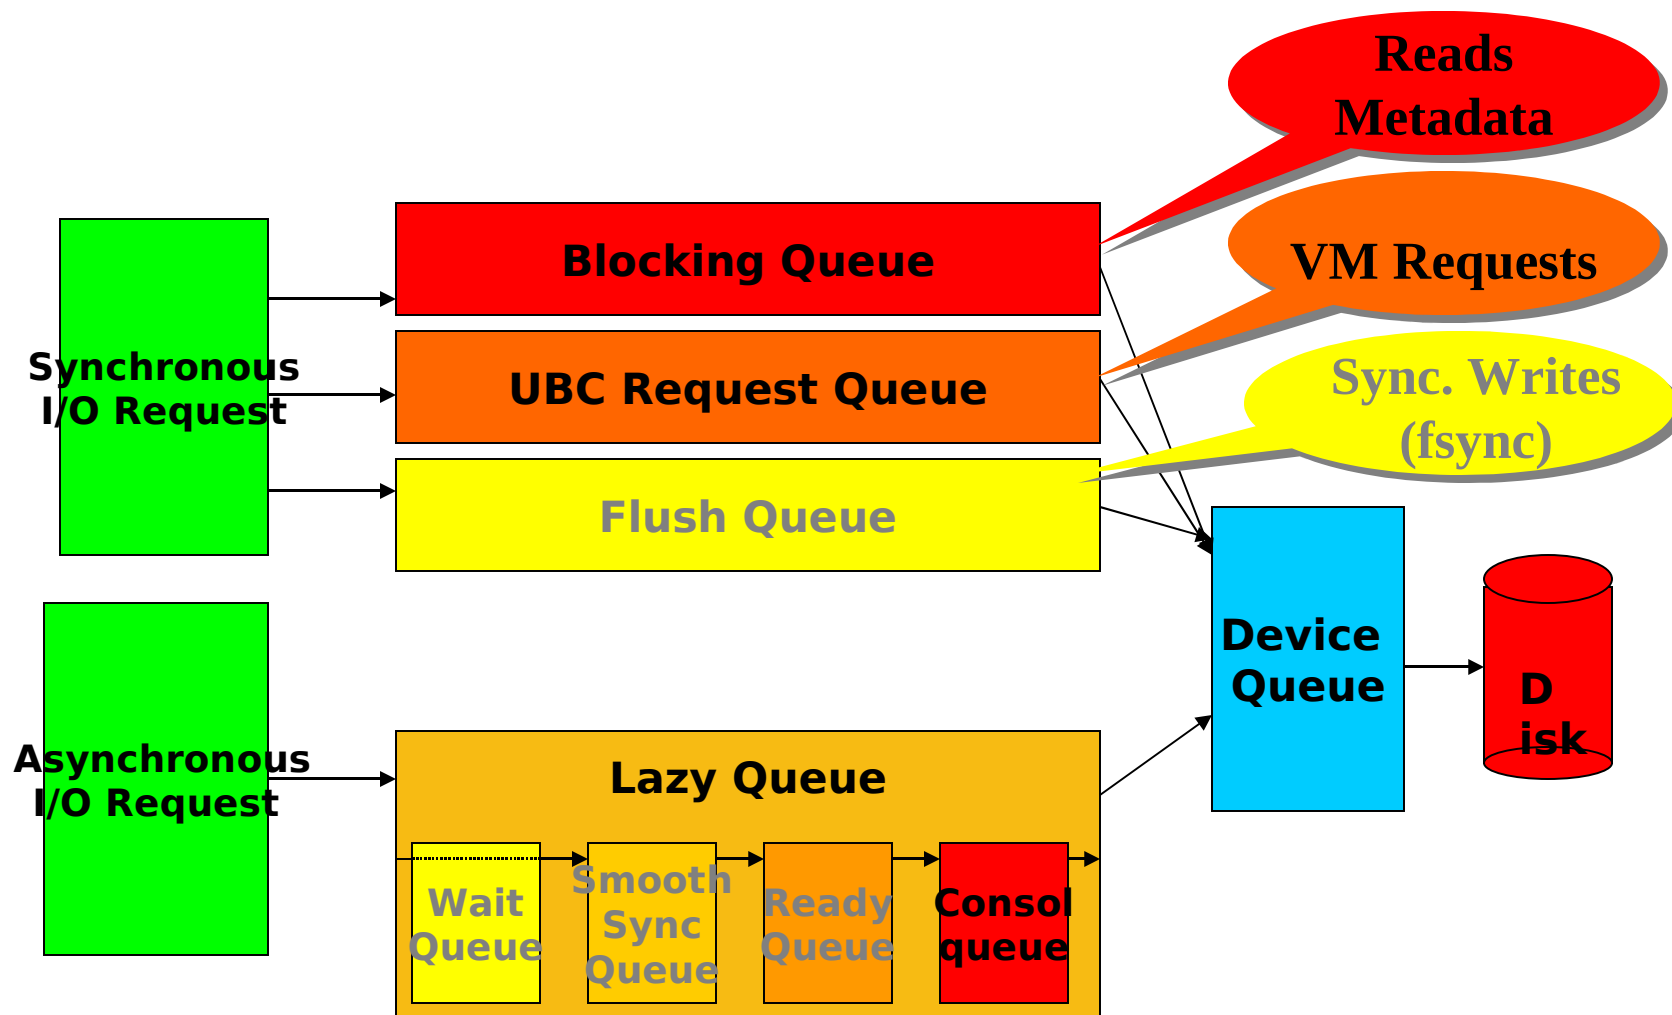 Reads
Metadata
VM Requests
Sync. Writes
(fsync)
Blocking Queue
UBC Request Queue
Flush Queue
Synchronous
I/O Request
Device
Queue
D
isk
Asynchronous
I/O Request
Lazy Queue
Wait
Queue
Smooth
Sync
Queue
Ready
Queue
Consol
queue